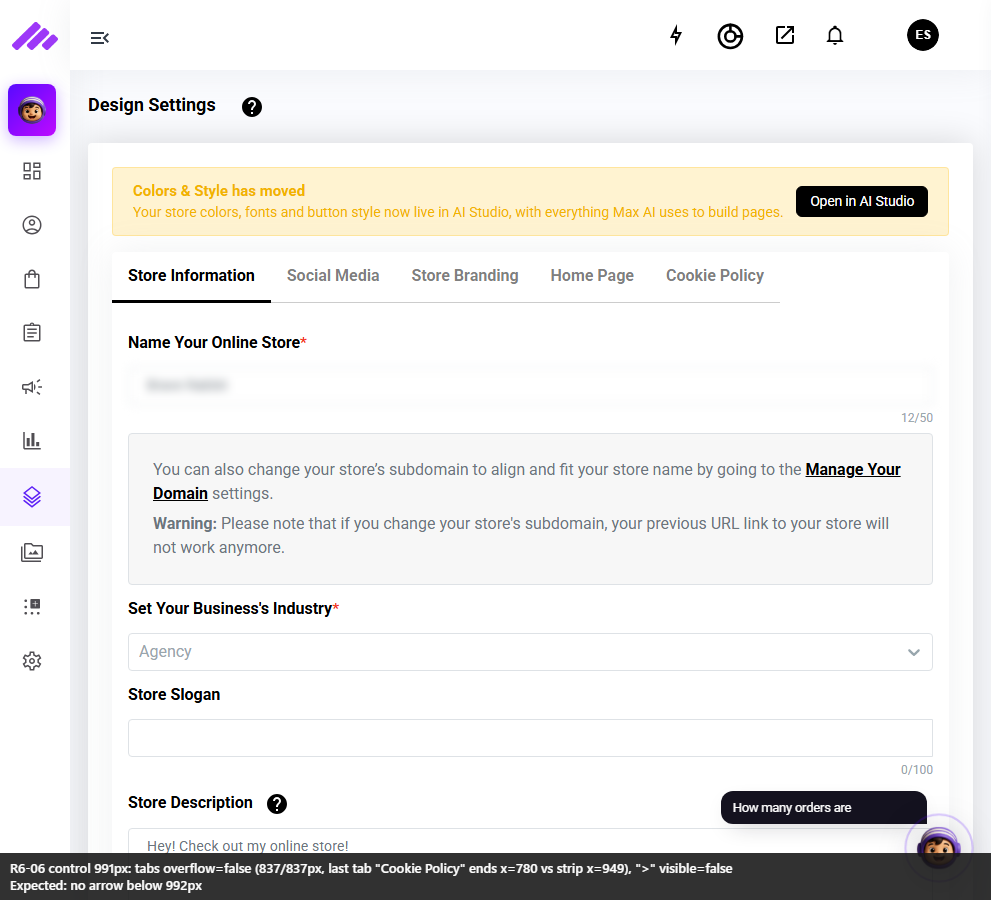 ES
Design Settings
?
Colors & Style has moved
Your store colors, fonts and button style now live in AI Studio, with everything Max AI uses to build pages.
Open in AI Studio
Store Information Social Media Store Branding Home Page Cookie Policy
Name Your Online Store*
12/50
You can also change your store’s subdomain to align and fit your store name by going to the Manage Your
Domain settings.
Warning: Please note that if you change your store's subdomain, your previous URL link to your store will
not work anymore.
Set Your Business's Industry*
Agency
Store Slogan
0/100
Store Description ?
How many orders are
Hey! Check out my online store!
R6-06 control 991px: tabs overflow=false (837/837px, last tab "Cookie Policy" ends x=780 vs strip x=949), ">" visible=false
Expected: no arrow below 992px